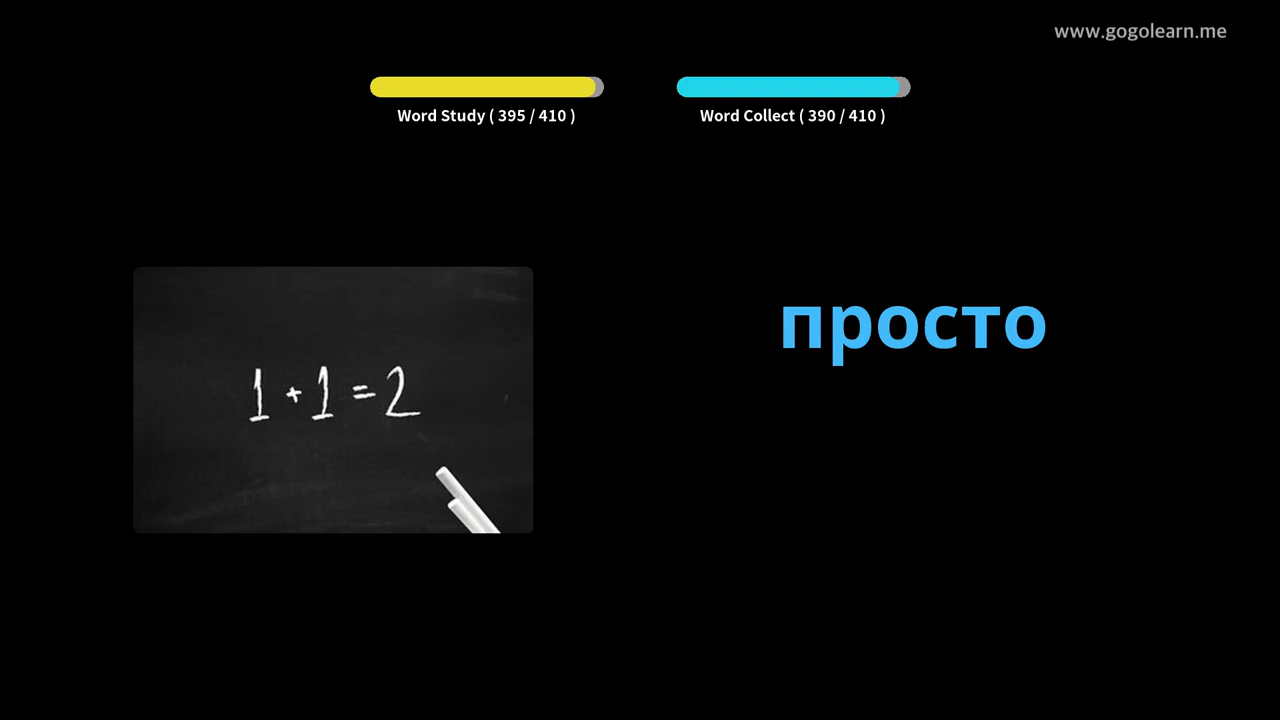 www.gogolearn.me
Word Study ( 395 / 410 )
Word Collect ( 390 / 410 )
просто
1 + 1 = 2